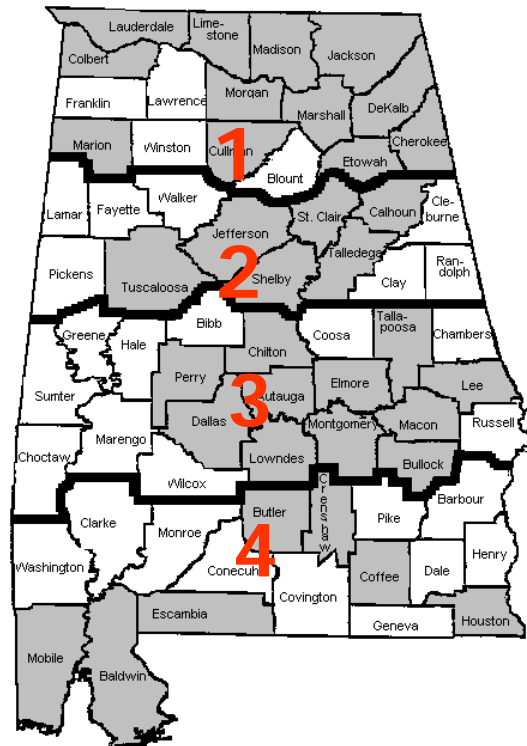 Lauderdale
Lime-
stone
Madison
Jackson
Colbert
Franklin
Lawrence
Morgan
Marshall
DeKalb
Cherokee
Marion
Winston
Cullman
1
Blount
Etowah
Lamar
Fayette
Walker
Jefferson
St. Clair
Calhoun
Cle-
burne
Talledega
2
Pickens
Tuscaloosa
Shelby
Clay
Ran-
dolph
Greene
Hale
Bibb
Chilton
Coosa
Talla-
poosa
Chambers
Sumter
Perry
3
Autauga
Elmore
Lee
Dallas
Montgomery
Macon
Russell
Choctaw
Marengo
Lowndes
Bullock
Wilcox
Clarke
Monroe
Butler
Crenshaw
Pike
Barbour
4
Washington
Conecuh
Covington
Coffee
Dale
Henry
Escambia
Geneva
Houston
Mobile
Baldwin